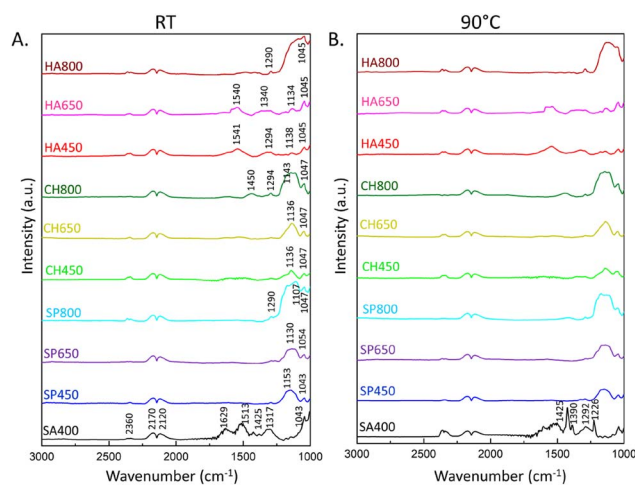 RT
90°C
A.
B.
HA800
1290
1045
HA650
1540
1340
1134
1045
HA450
1541
1294
1138
1045
CH800
1450
1294
1143
1047
CH650
1136
1047
CH450
1136
1047
SP800
1290
1107
1047
SP650
1130
1054
SP450
1153
1043
SA400
2360
2170
2120
1629
1513
1425
1317
1043
3000
2500
2000
1500
1000
Wavenumber (cm⁻¹)
Intensity (a.u.)
HA800
HA650
HA450
CH800
CH650
CH450
SP800
SP650
SP450
SA400
1425
1390
1292
1226
3000
2500
2000
1500
1000
Wavenumber (cm⁻¹)
Intensity (a.u.)